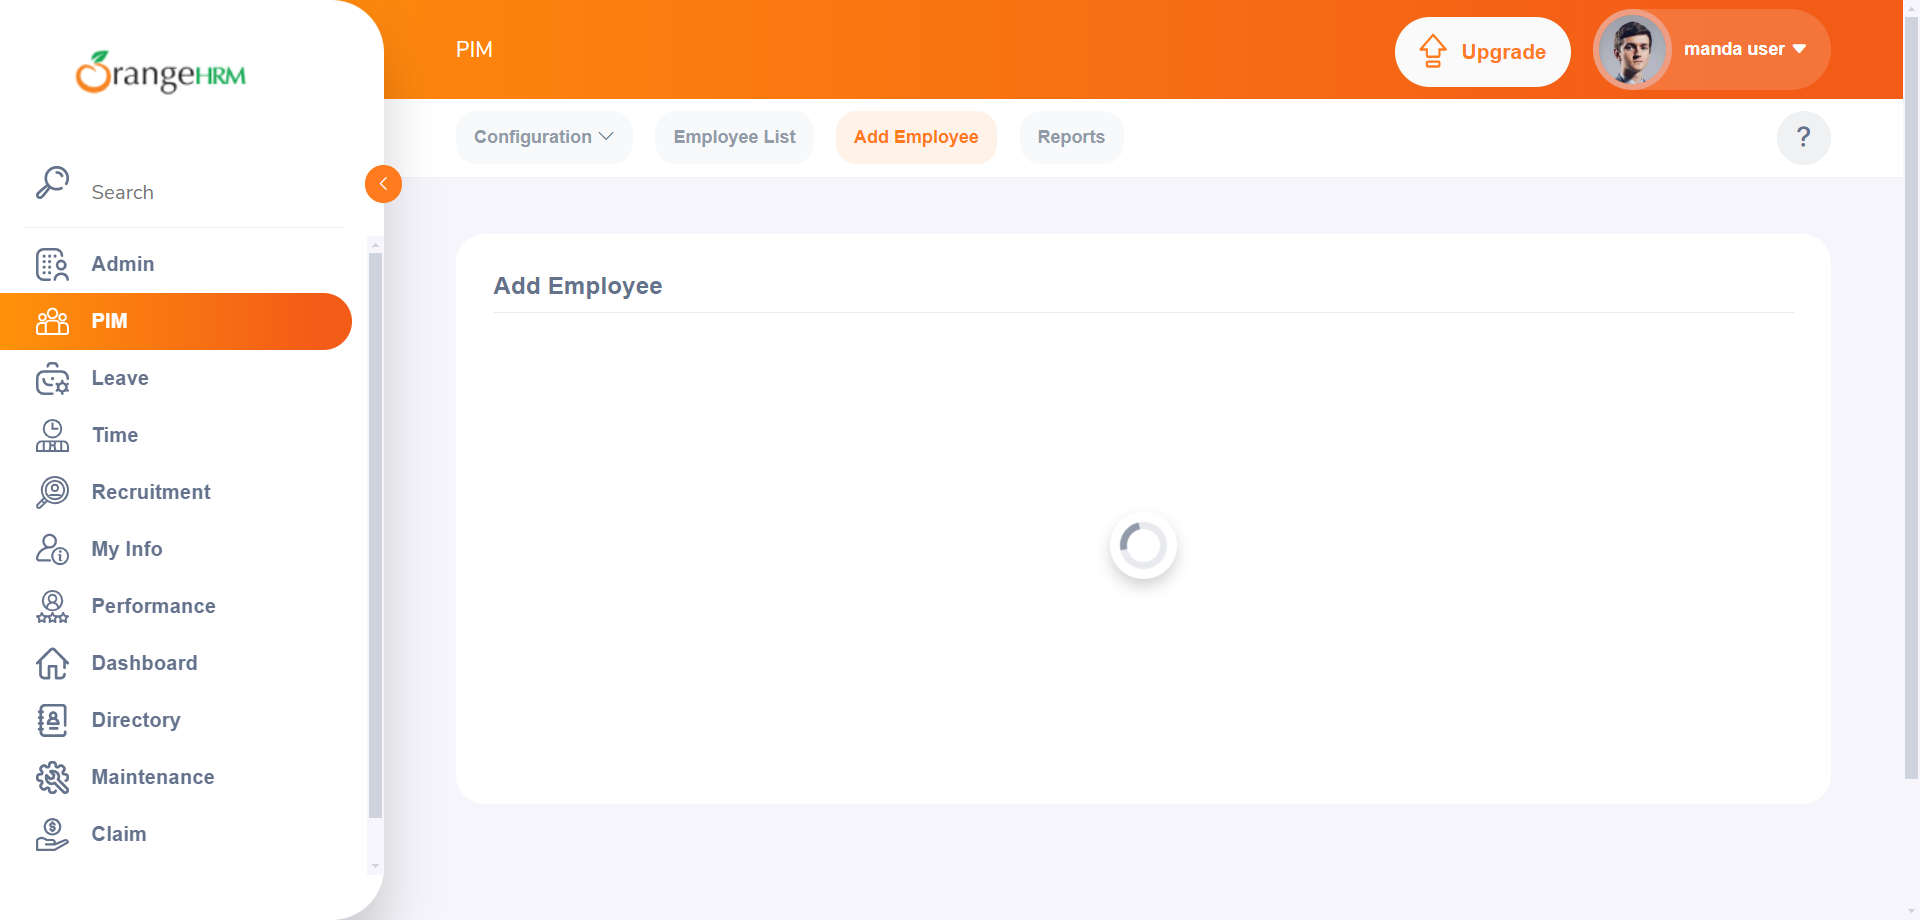 OrangeHRM
Search
Admin
PIM
Leave
Time
Recruitment
My Info
Performance
Dashboard
Directory
Maintenance
Claim
PIM
Upgrade
manda user
Configuration
Employee List
Add Employee
Reports
?
Add Employee